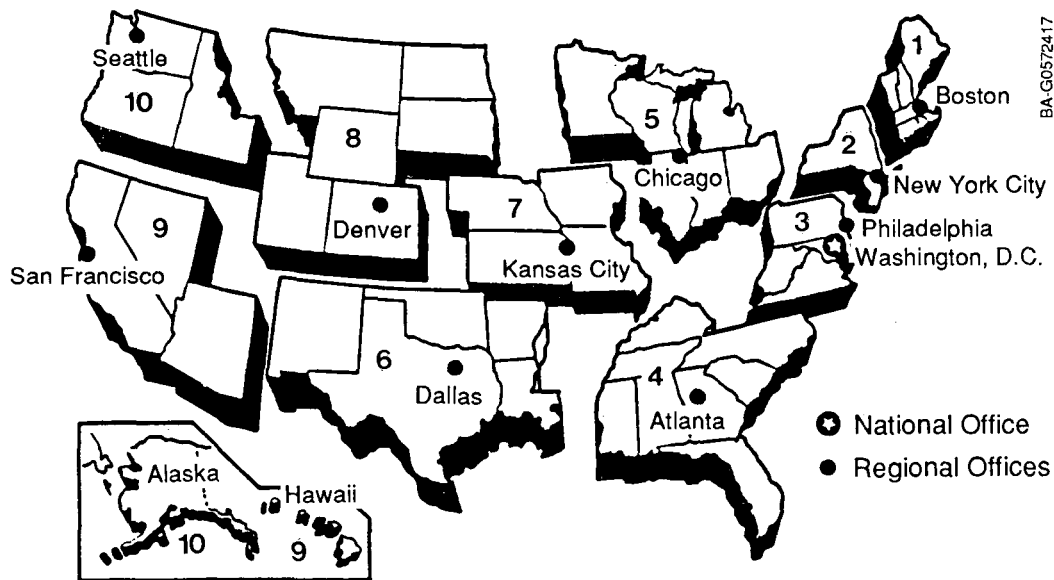 BA-G0572417
1
Seattle
Boston
10
5
8
2
Chicago
New York City
7
3
9
Denver
Philadelphia
Washington, D.C.
San Francisco
Kansas City
6
4
Dallas
Atlanta
National Office
Regional Offices
Alaska
Hawaii
10
9